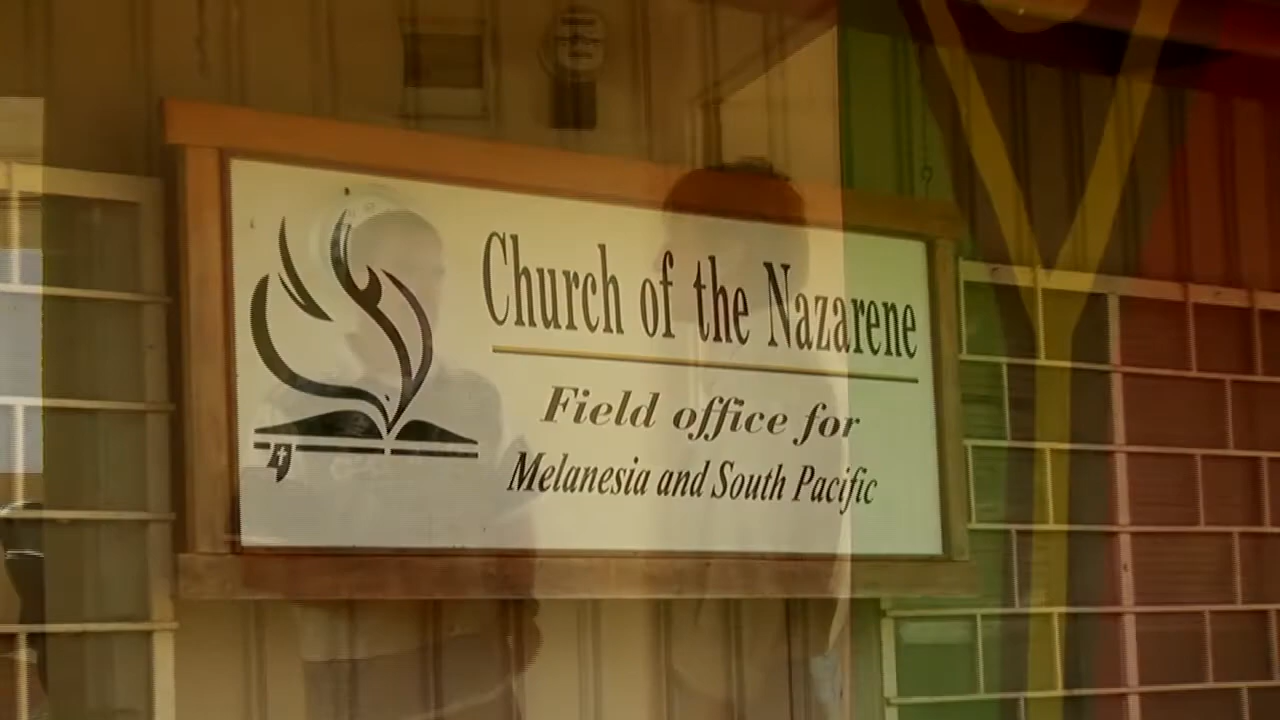 Church of the Nazarene
Field office for
Melanesia and South Pacific